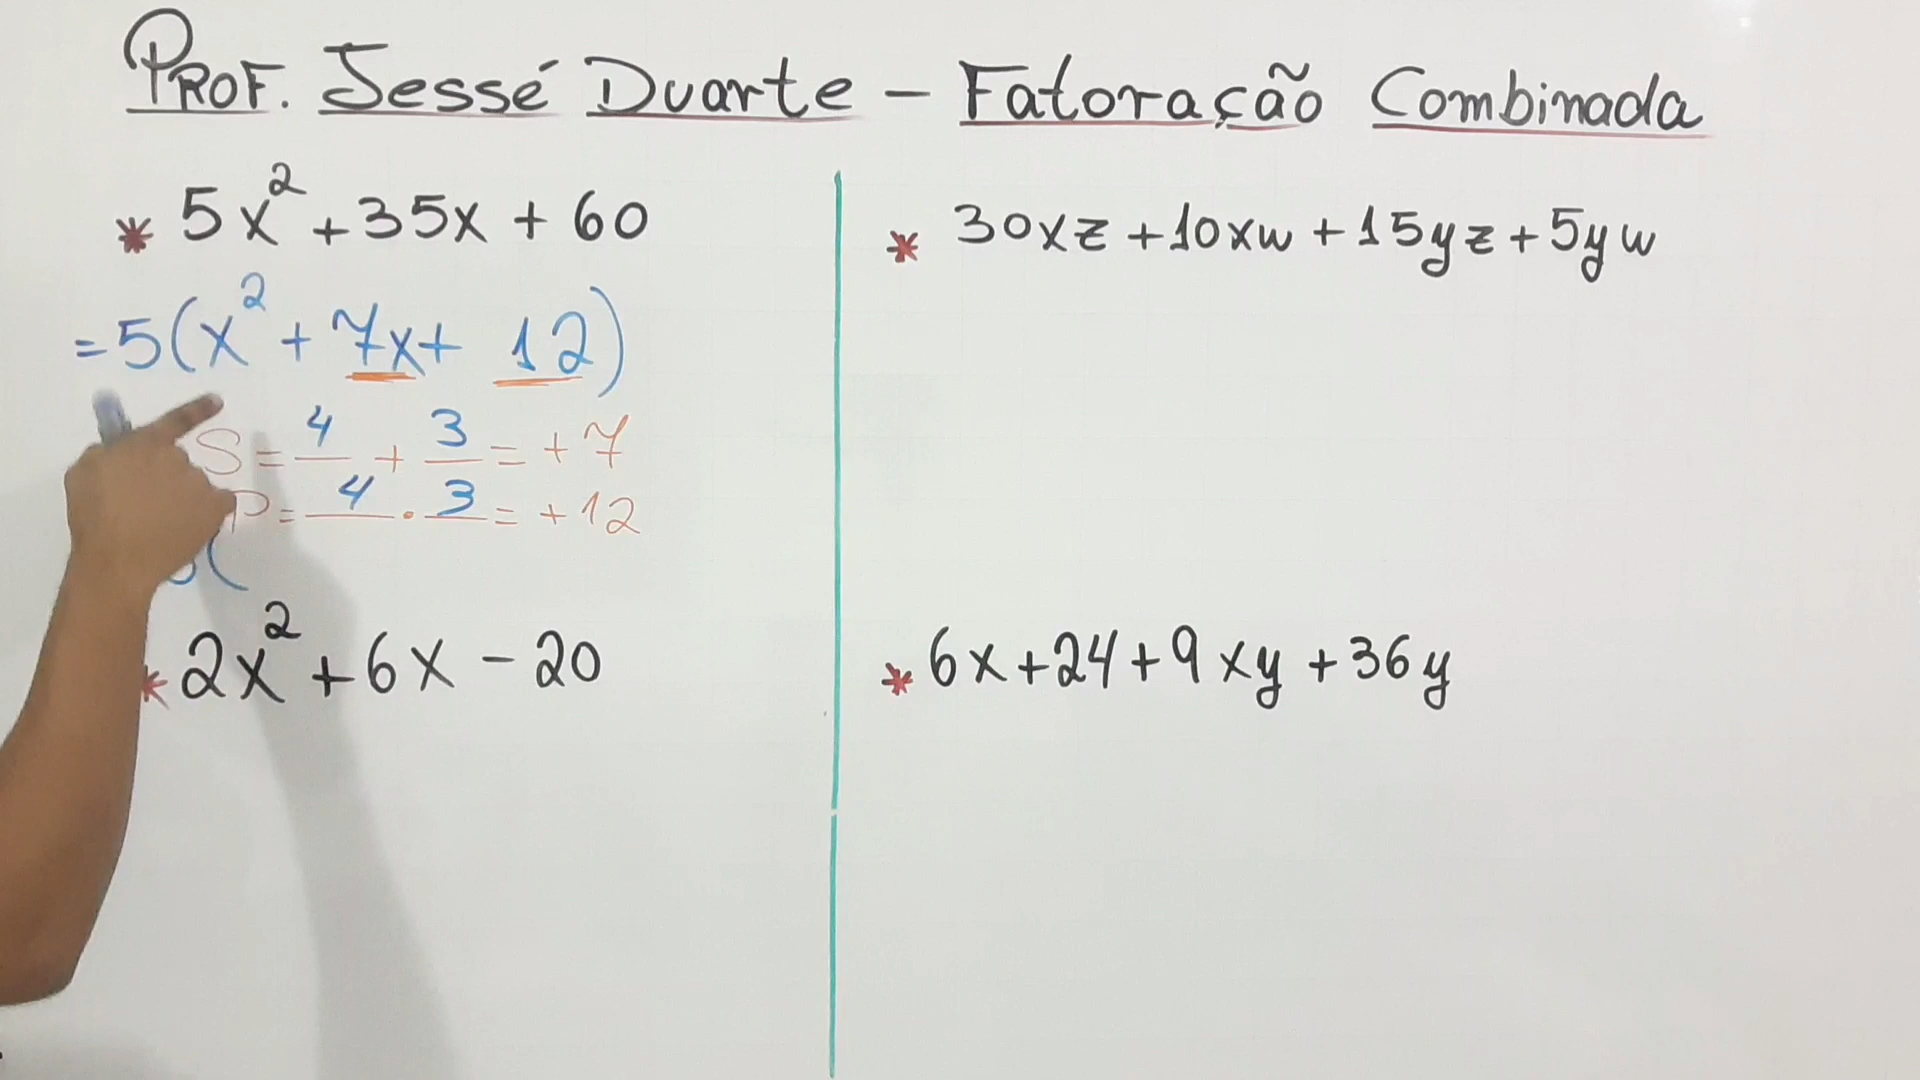 PROF. Jessé Duarte - Fatoração Combinada
* 5x² + 35x + 60
= 5(x² + 7x + 12)
S = 4 + 3 = + 7
P = 4 . 3 = + 12
(
* 2x² + 6x - 20
* 30xz + 10xw + 15yz + 5yw
* 6x + 24 + 9xy + 36y